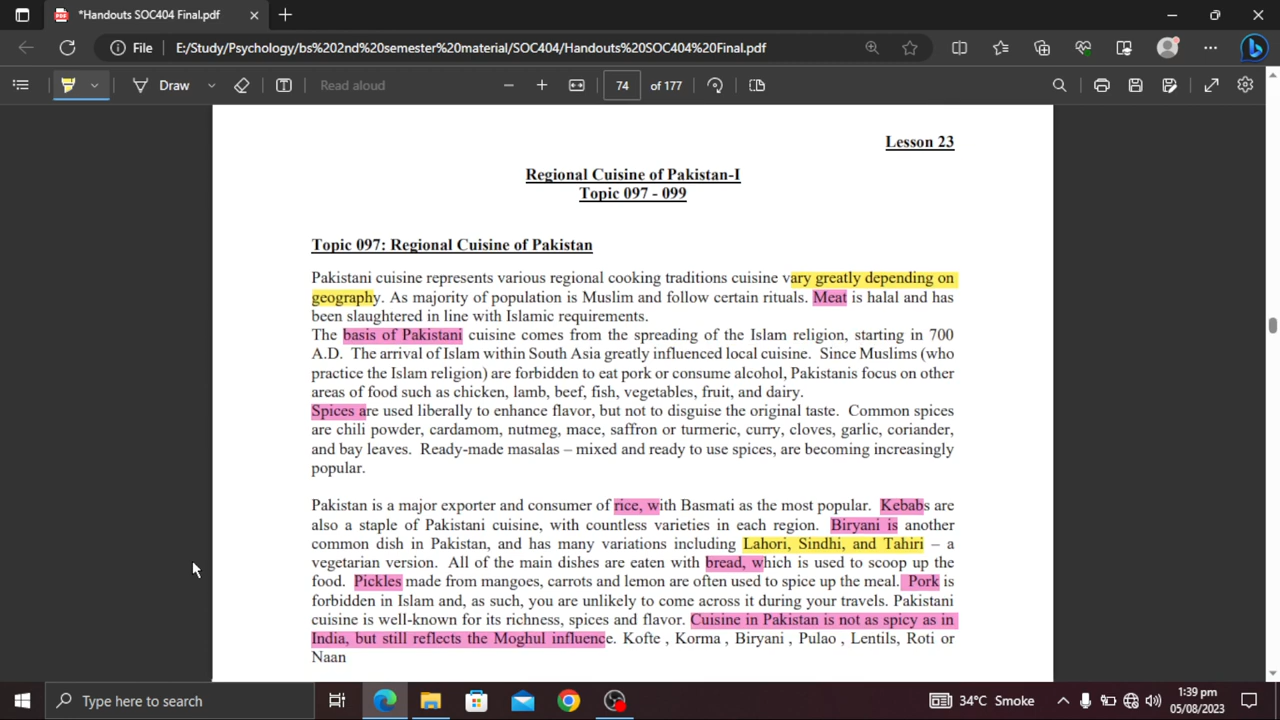 *Handouts SOC404 Final.pdf
File E:/Study/Psychology/bs%202nd%20semester%20material/SOC404/Handouts%20SOC404%20Final.pdf
Draw Read aloud 74 of 177
Lesson 23
Regional Cuisine of Pakistan-I
Topic 097 - 099
Topic 097: Regional Cuisine of Pakistan
Pakistani cuisine represents various regional cooking traditions cuisine vary greatly depending on
geography. As majority of population is Muslim and follow certain rituals. Meat is halal and has
been slaughtered in line with Islamic requirements.
The basis of Pakistani cuisine comes from the spreading of the Islam religion, starting in 700
A.D. The arrival of Islam within South Asia greatly influenced local cuisine. Since Muslims (who
practice the Islam religion) are forbidden to eat pork or consume alcohol, Pakistanis focus on other
areas of food such as chicken, lamb, beef, fish, vegetables, fruit, and dairy.
Spices are used liberally to enhance flavor, but not to disguise the original taste. Common spices
are chili powder, cardamom, nutmeg, mace, saffron or turmeric, curry, cloves, garlic, coriander,
and bay leaves. Ready-made masalas – mixed and ready to use spices, are becoming increasingly
popular.
Pakistan is a major exporter and consumer of rice, with Basmati as the most popular. Kebabs are
also a staple of Pakistani cuisine, with countless varieties in each region. Biryani is another
common dish in Pakistan, and has many variations including Lahori, Sindhi, and Tahiri – a
vegetarian version. All of the main dishes are eaten with bread, which is used to scoop up the
food. Pickles made from mangoes, carrots and lemon are often used to spice up the meal. Pork is
forbidden in Islam and, as such, you are unlikely to come across it during your travels. Pakistani
cuisine is well-known for its richness, spices and flavor. Cuisine in Pakistan is not as spicy as in
India, but still reflects the Moghul influence. Kofte , Korma , Biryani , Pulao , Lentils, Roti or
Naan
Type here to search
34°C Smoke
1:39 pm
05/08/2023